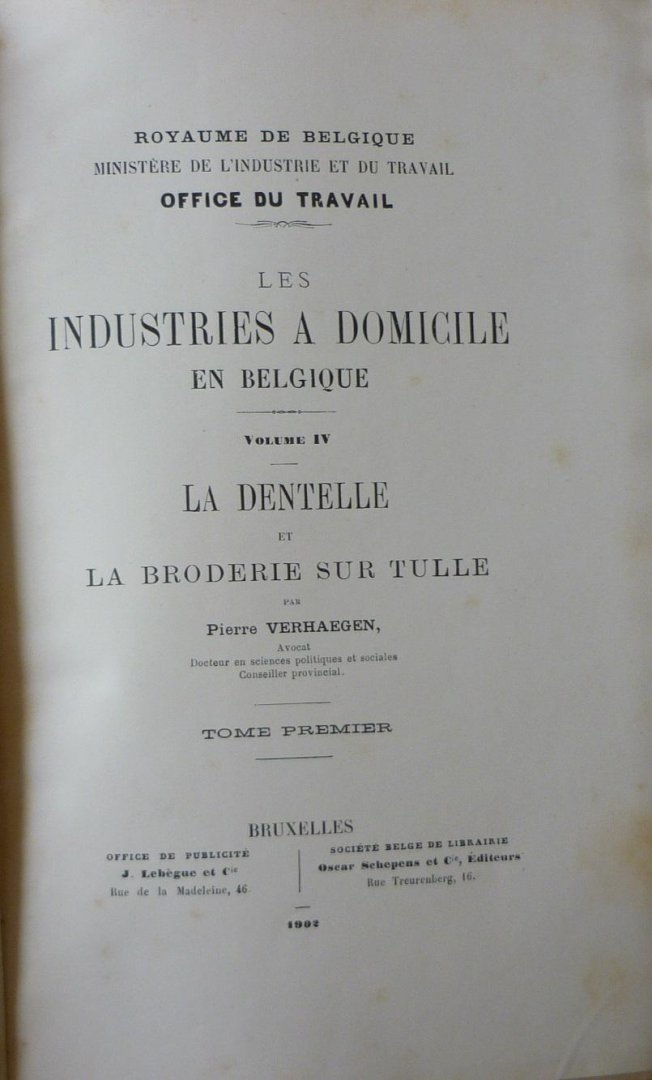 ROYAUME DE BELGIQUE
MINISTÈRE DE L'INDUSTRIE ET DU TRAVAIL
OFFICE DU TRAVAIL
LES
INDUSTRIES A DOMICILE
EN BELGIQUE
VOLUME IV
LA DENTELLE
ET
LA BRODERIE SUR TULLE
PAR
Pierre VERHAEGEN,
Avocat
Docteur en sciences politiques et sociales
Conseiller provincial.
TOME PREMIER
BRUXELLES
OFFICE DE PUBLICITÉ
J. Lebègue et Cie
Rue de la Madeleine, 46.
SOCIÉTÉ BELGE DE LIBRAIRIE
Oscar Schepens et Cie, Éditeurs
Rue Treurenberg, 16.
1902